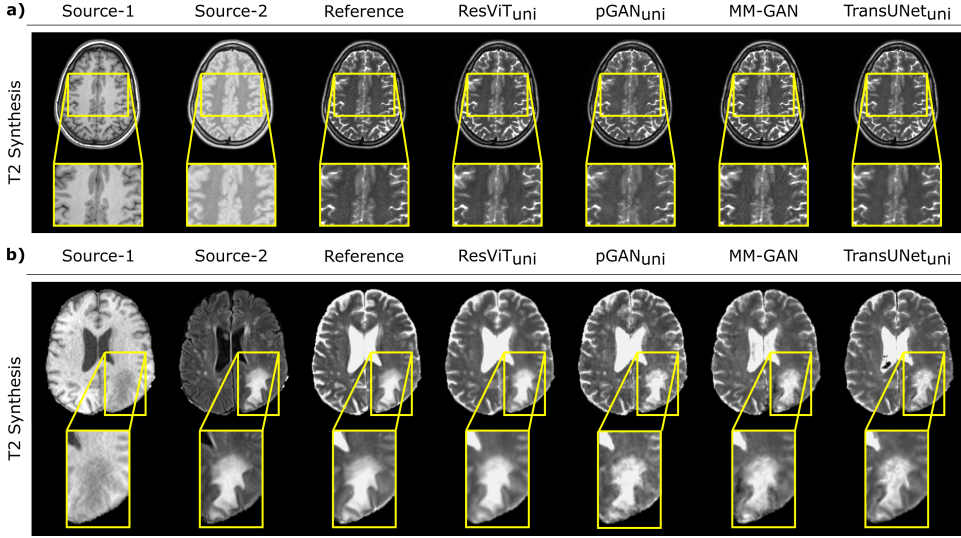 a) Source-1 Source-2 Reference ResViTuni pGANuni MM-GAN TransUNetuni
T2 Synthesis
b) Source-1 Source-2 Reference ResViTuni pGANuni MM-GAN TransUNetuni
T2 Synthesis